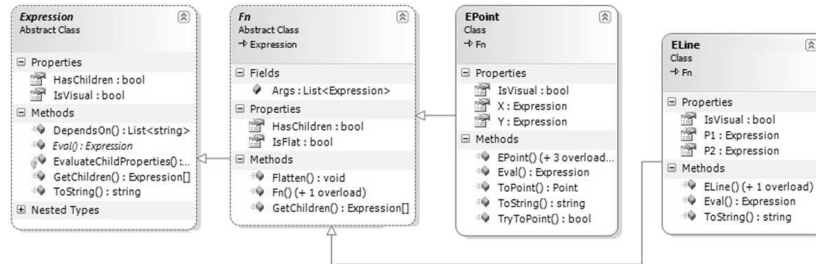 Expression
Abstract Class
Properties
HasChildren : bool
IsVisual : bool
Methods
DependsOn() : List<string>
Eval() : Expression
EvaluateChildProperties() :...
GetChildren() : Expression[]
ToString() : string
Nested Types
Fn
Abstract Class
Expression
Fields
Args : List<Expression>
Properties
HasChildren : bool
IsFlat : bool
Methods
Flatten() : void
Fn() (+ 1 overload)
GetChildren() : Expression[]
EPoint
Class
Fn
Properties
IsVisual : bool
X : Expression
Y : Expression
Methods
EPoint() (+ 3 overload...
Eval() : Expression
ToPoint() : Point
ToString() : string
TryToPoint() : bool
ELine
Class
Fn
Properties
IsVisual : bool
P1 : Expression
P2 : Expression
Methods
ELine() (+ 1 overload)
Eval() : Expression
ToString() : string